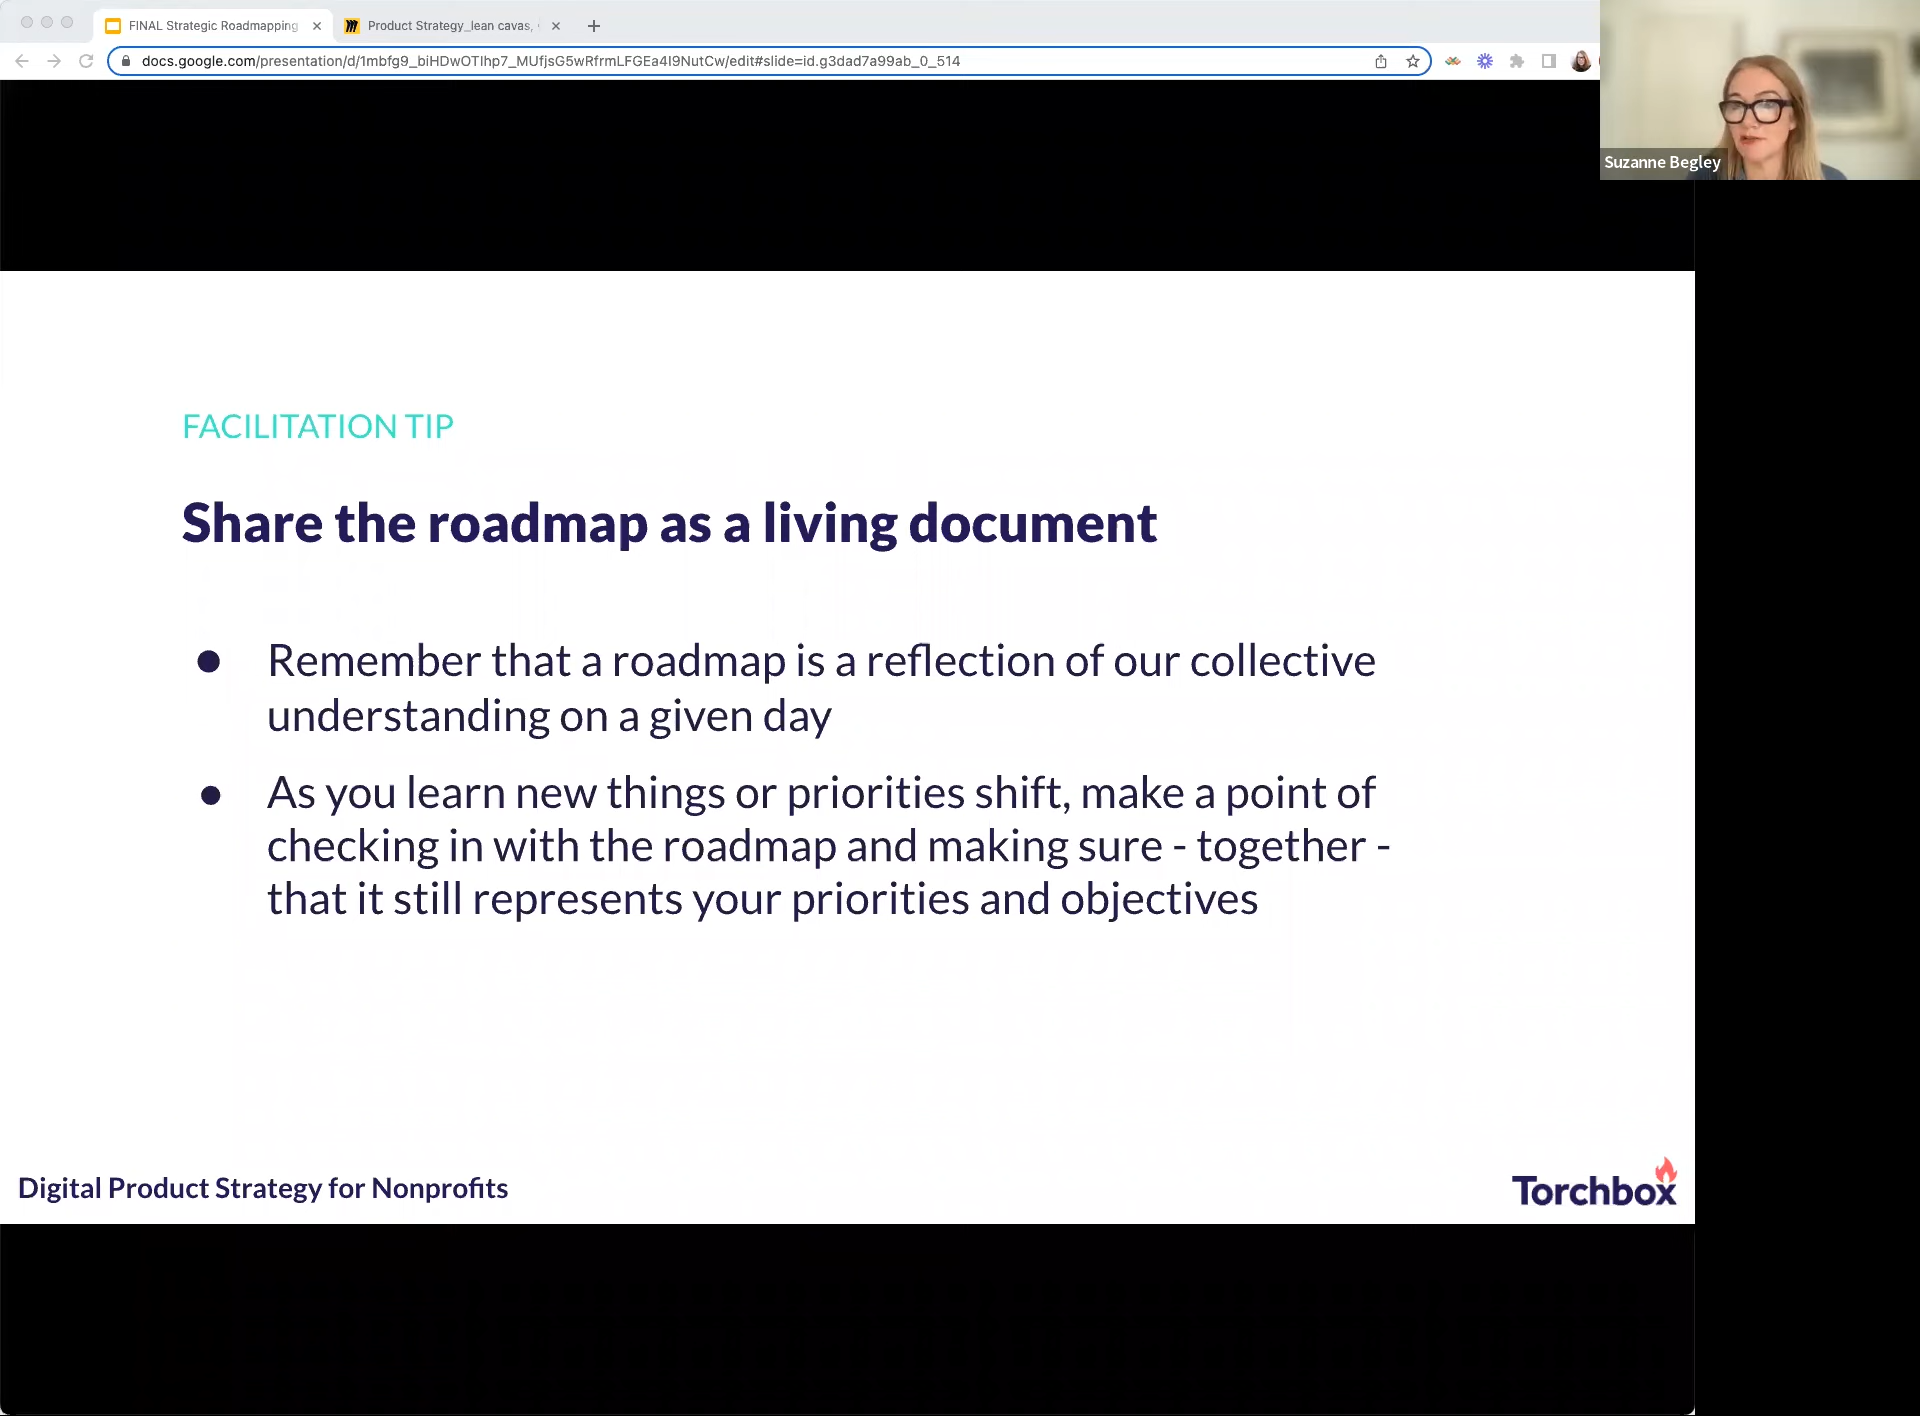 FINAL Strategic Roadmapping
Product Strategy_lean cavas,
docs.google.com/presentation/d/1mbfg9_biHDwOTIhp7_MUfjsG5wRfrmLFGEa4I9NutCw/edit#slide=id.g3dad7a99ab_0_514
Suzanne Begley
FACILITATION TIP
Share the roadmap as a living document
● Remember that a roadmap is a reflection of our collective
understanding on a given day
● As you learn new things or priorities shift, make a point of
checking in with the roadmap and making sure - together -
that it still represents your priorities and objectives
Digital Product Strategy for Nonprofits
Torchbox